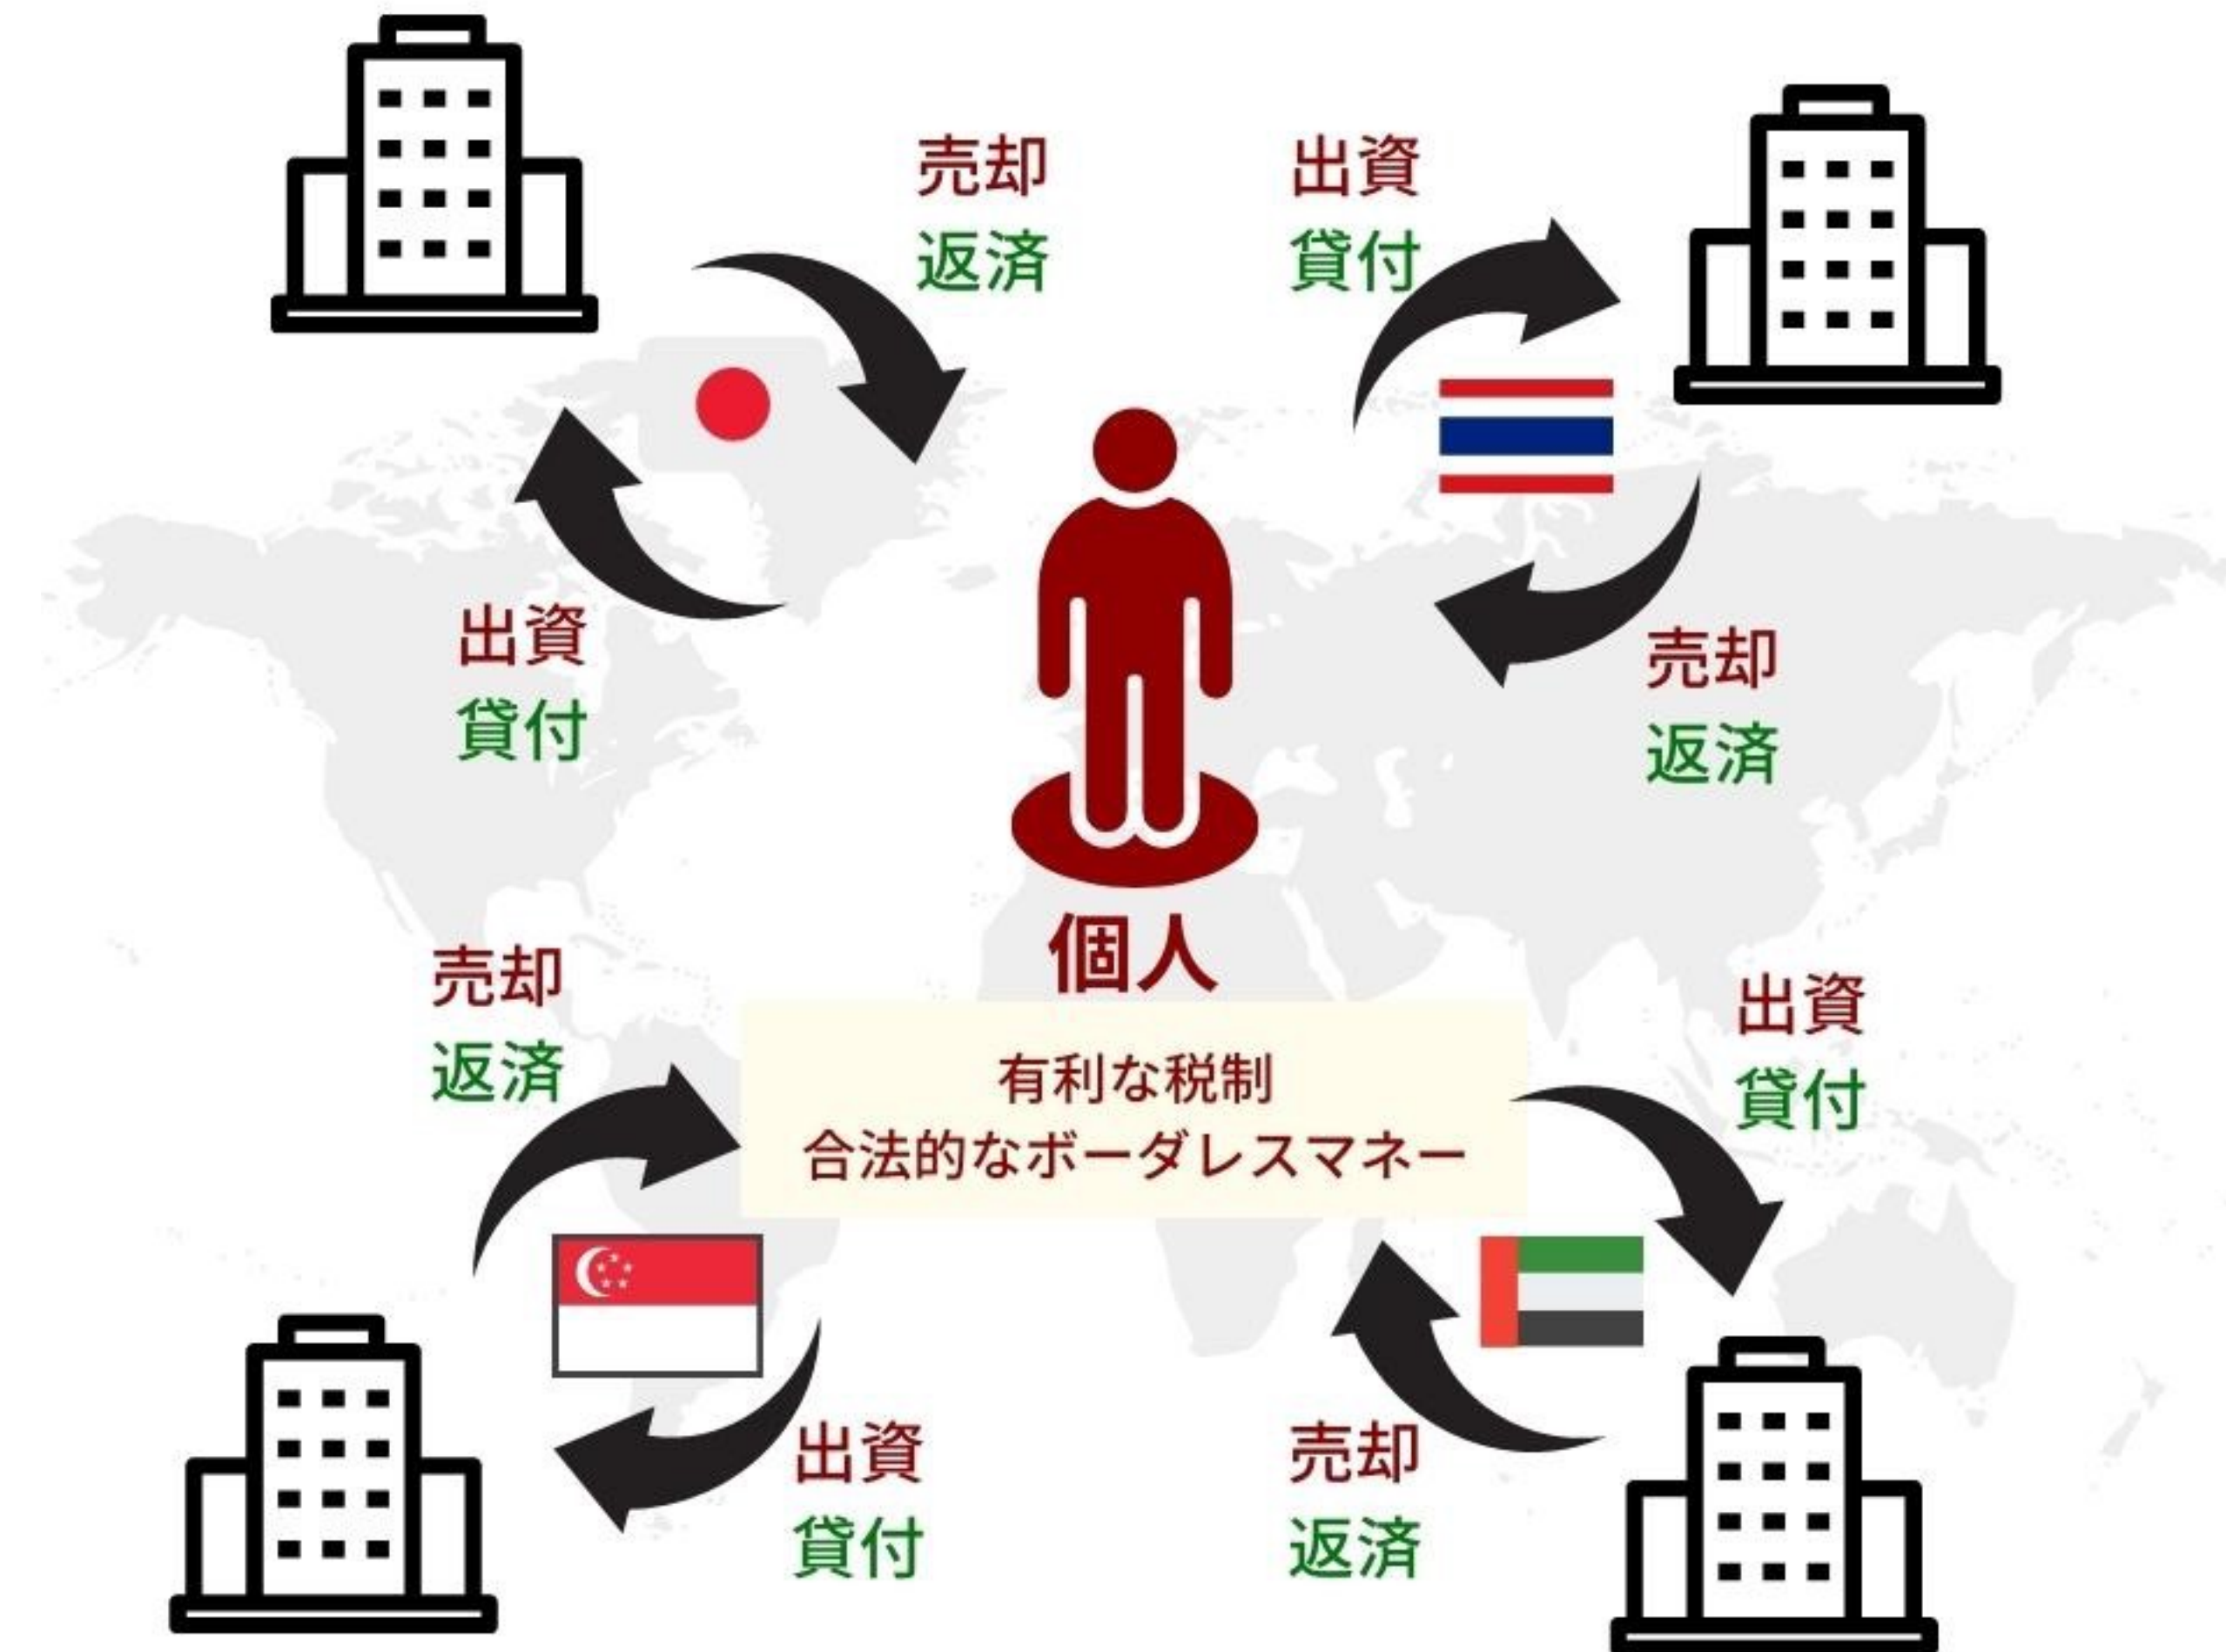 売却
返済
出資
貸付
出資
貸付
売却
返済
個人
売却
返済
出資
貸付
有利な税制
合法的なボーダレスマネー
出資
貸付
売却
返済